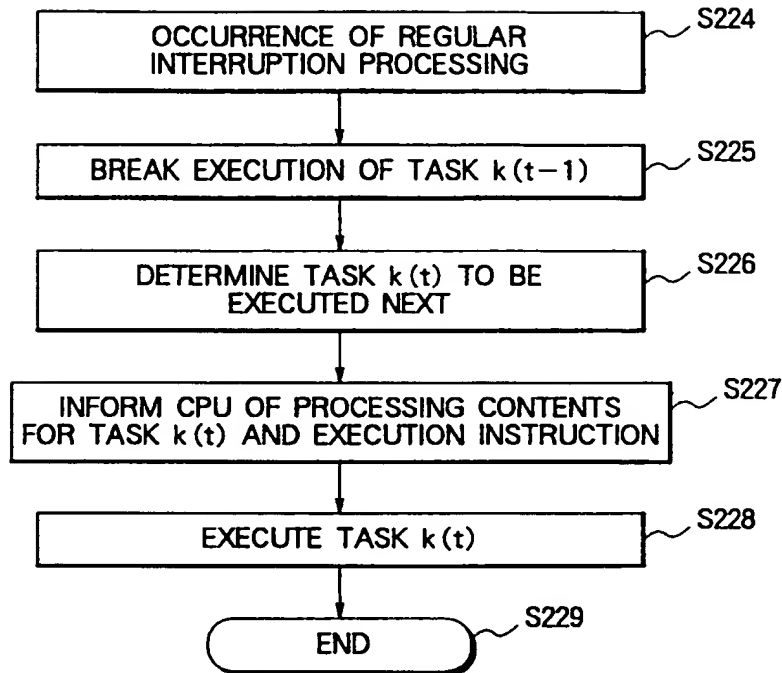 S224
OCCURRENCE OF REGULAR
INTERRUPTION PROCESSING
S225
BREAK EXECUTION OF TASK k(t-1)
S226
DETERMINE TASK k(t) TO BE
EXECUTED NEXT
S227
INFORM CPU OF PROCESSING CONTENTS
FOR TASK k(t) AND EXECUTION INSTRUCTION
S228
EXECUTE TASK k(t)
S229
END